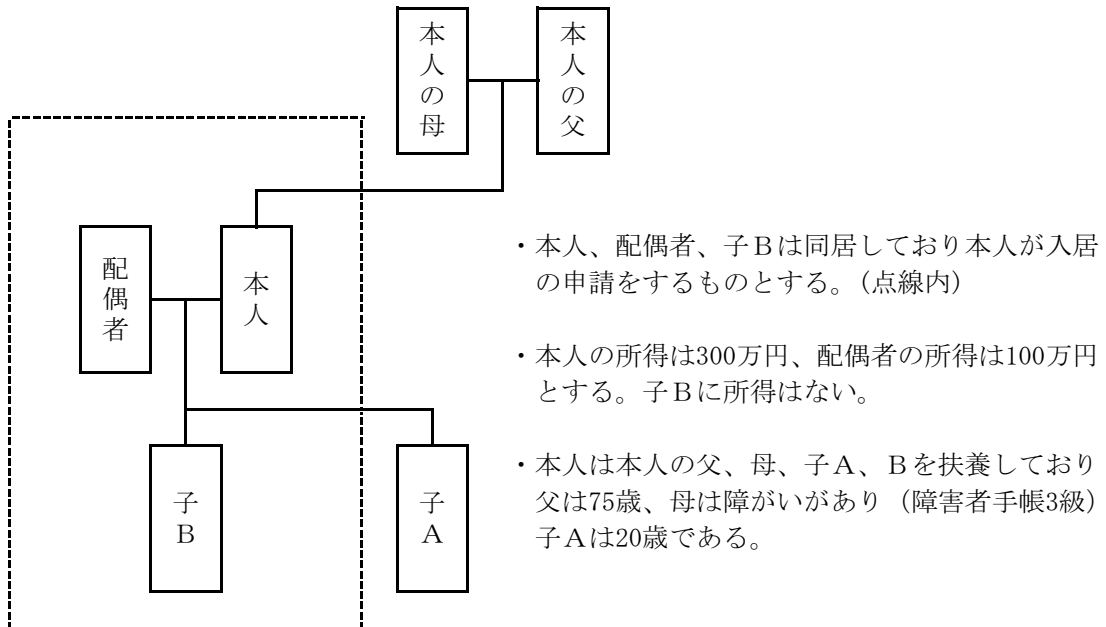 本人の母
本人の父
配偶者
本人
子B
子A
・本人、配偶者、子Bは同居しており本人が入居
の申請をするものとする。(点線内)
・本人の所得は300万円、配偶者の所得は100万円
とする。子Bに所得はない。
・本人は本人の父、母、子A、Bを扶養しており
父は75歳、母は障がいがあり（障害者手帳3級）
子Aは20歳である。